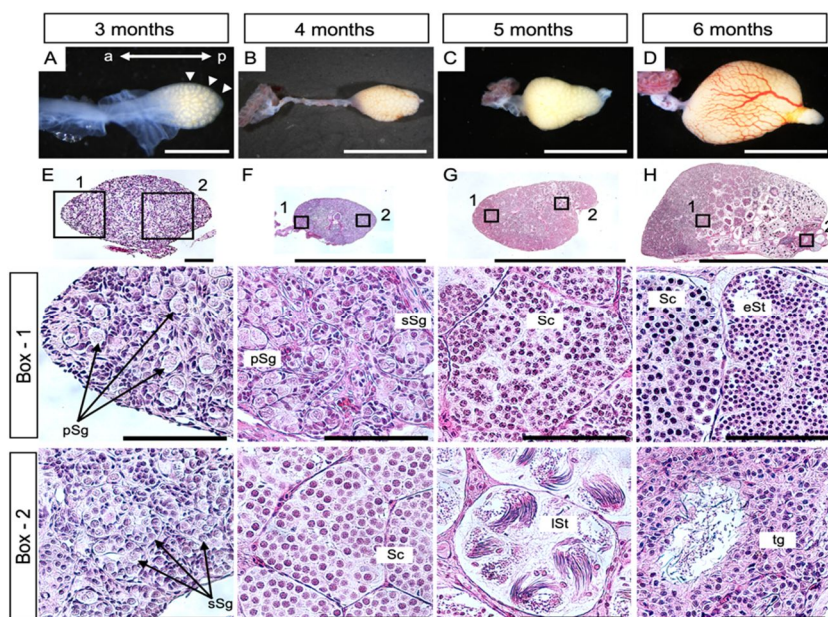 3 months 4 months 5 months 6 months
A a p B C D
E 1 2 F 1 2 G 1 2 H 1 2
Box - 1
pSg pSg sSg Sc Sc eSt
Box - 2
sSg Sc lSt tg